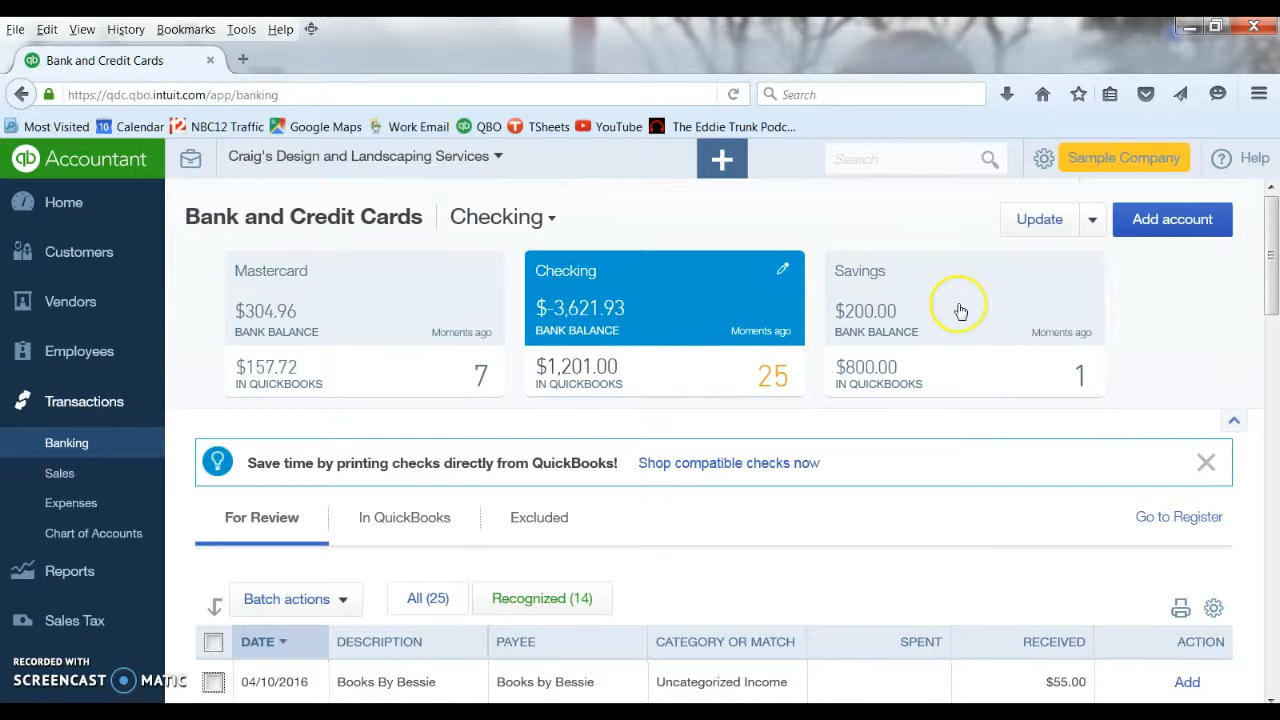 File Edit View History Bookmarks Tools Help
qb Bank and Credit Cards × +
https://qdc.qbo.intuit.com/app/banking Search
Most Visited 10 Calendar 12 NBC12 Traffic Google Maps Work Email qb QBO T TSheets YouTube The Eddie Trunk Podc...
qb Accountant Craig's Design and Landscaping Services + Search Sample Company ? Help
Home
Customers
Vendors
Employees
Transactions
Banking
Sales
Expenses
Chart of Accounts
Reports
Sales Tax
RECORDED WITH
SCREENCAST MATIC
Bank and Credit Cards Checking Update Add account
Mastercard
$304.96
BANK BALANCE Moments ago
$157.72 7
IN QUICKBOOKS
Checking
$-3,621.93
BANK BALANCE Moments ago
$1,201.00 25
IN QUICKBOOKS
Savings
$200.00
BANK BALANCE Moments ago
$800.00 1
IN QUICKBOOKS
Save time by printing checks directly from QuickBooks! Shop compatible checks now
For Review In QuickBooks Excluded Go to Register
Batch actions All (25) Recognized (14)
DATE DESCRIPTION PAYEE CATEGORY OR MATCH SPENT RECEIVED ACTION
04/10/2016 Books By Bessie Books by Bessie Uncategorized Income $55.00 Add